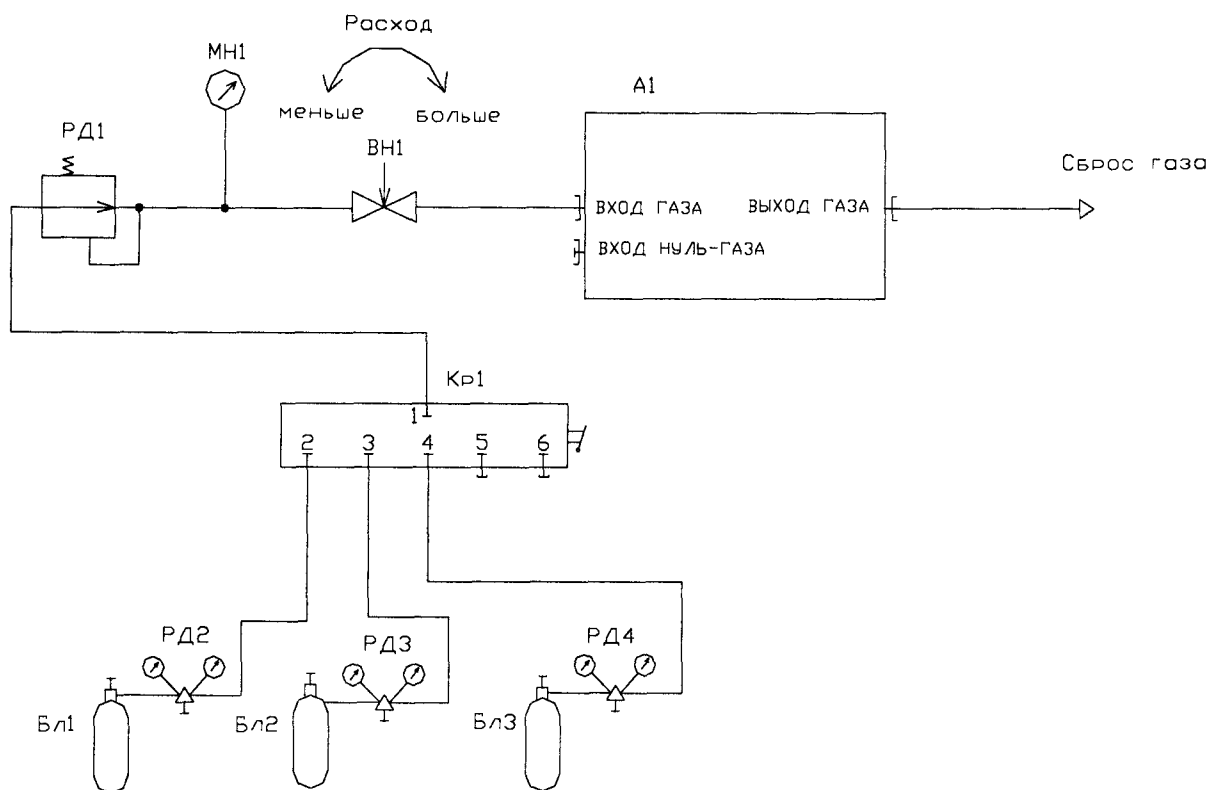 Расход
МН1
А1
меньше
больше
РД1
ВН1
Сброс газа
ВХОД ГАЗА
ВЫХОД ГАЗА
ВХОД НУЛЬ-ГАЗА
Кр1
1
2 3 4 5 6
РД2
РД3
РД4
Бл1
Бл2
Бл3